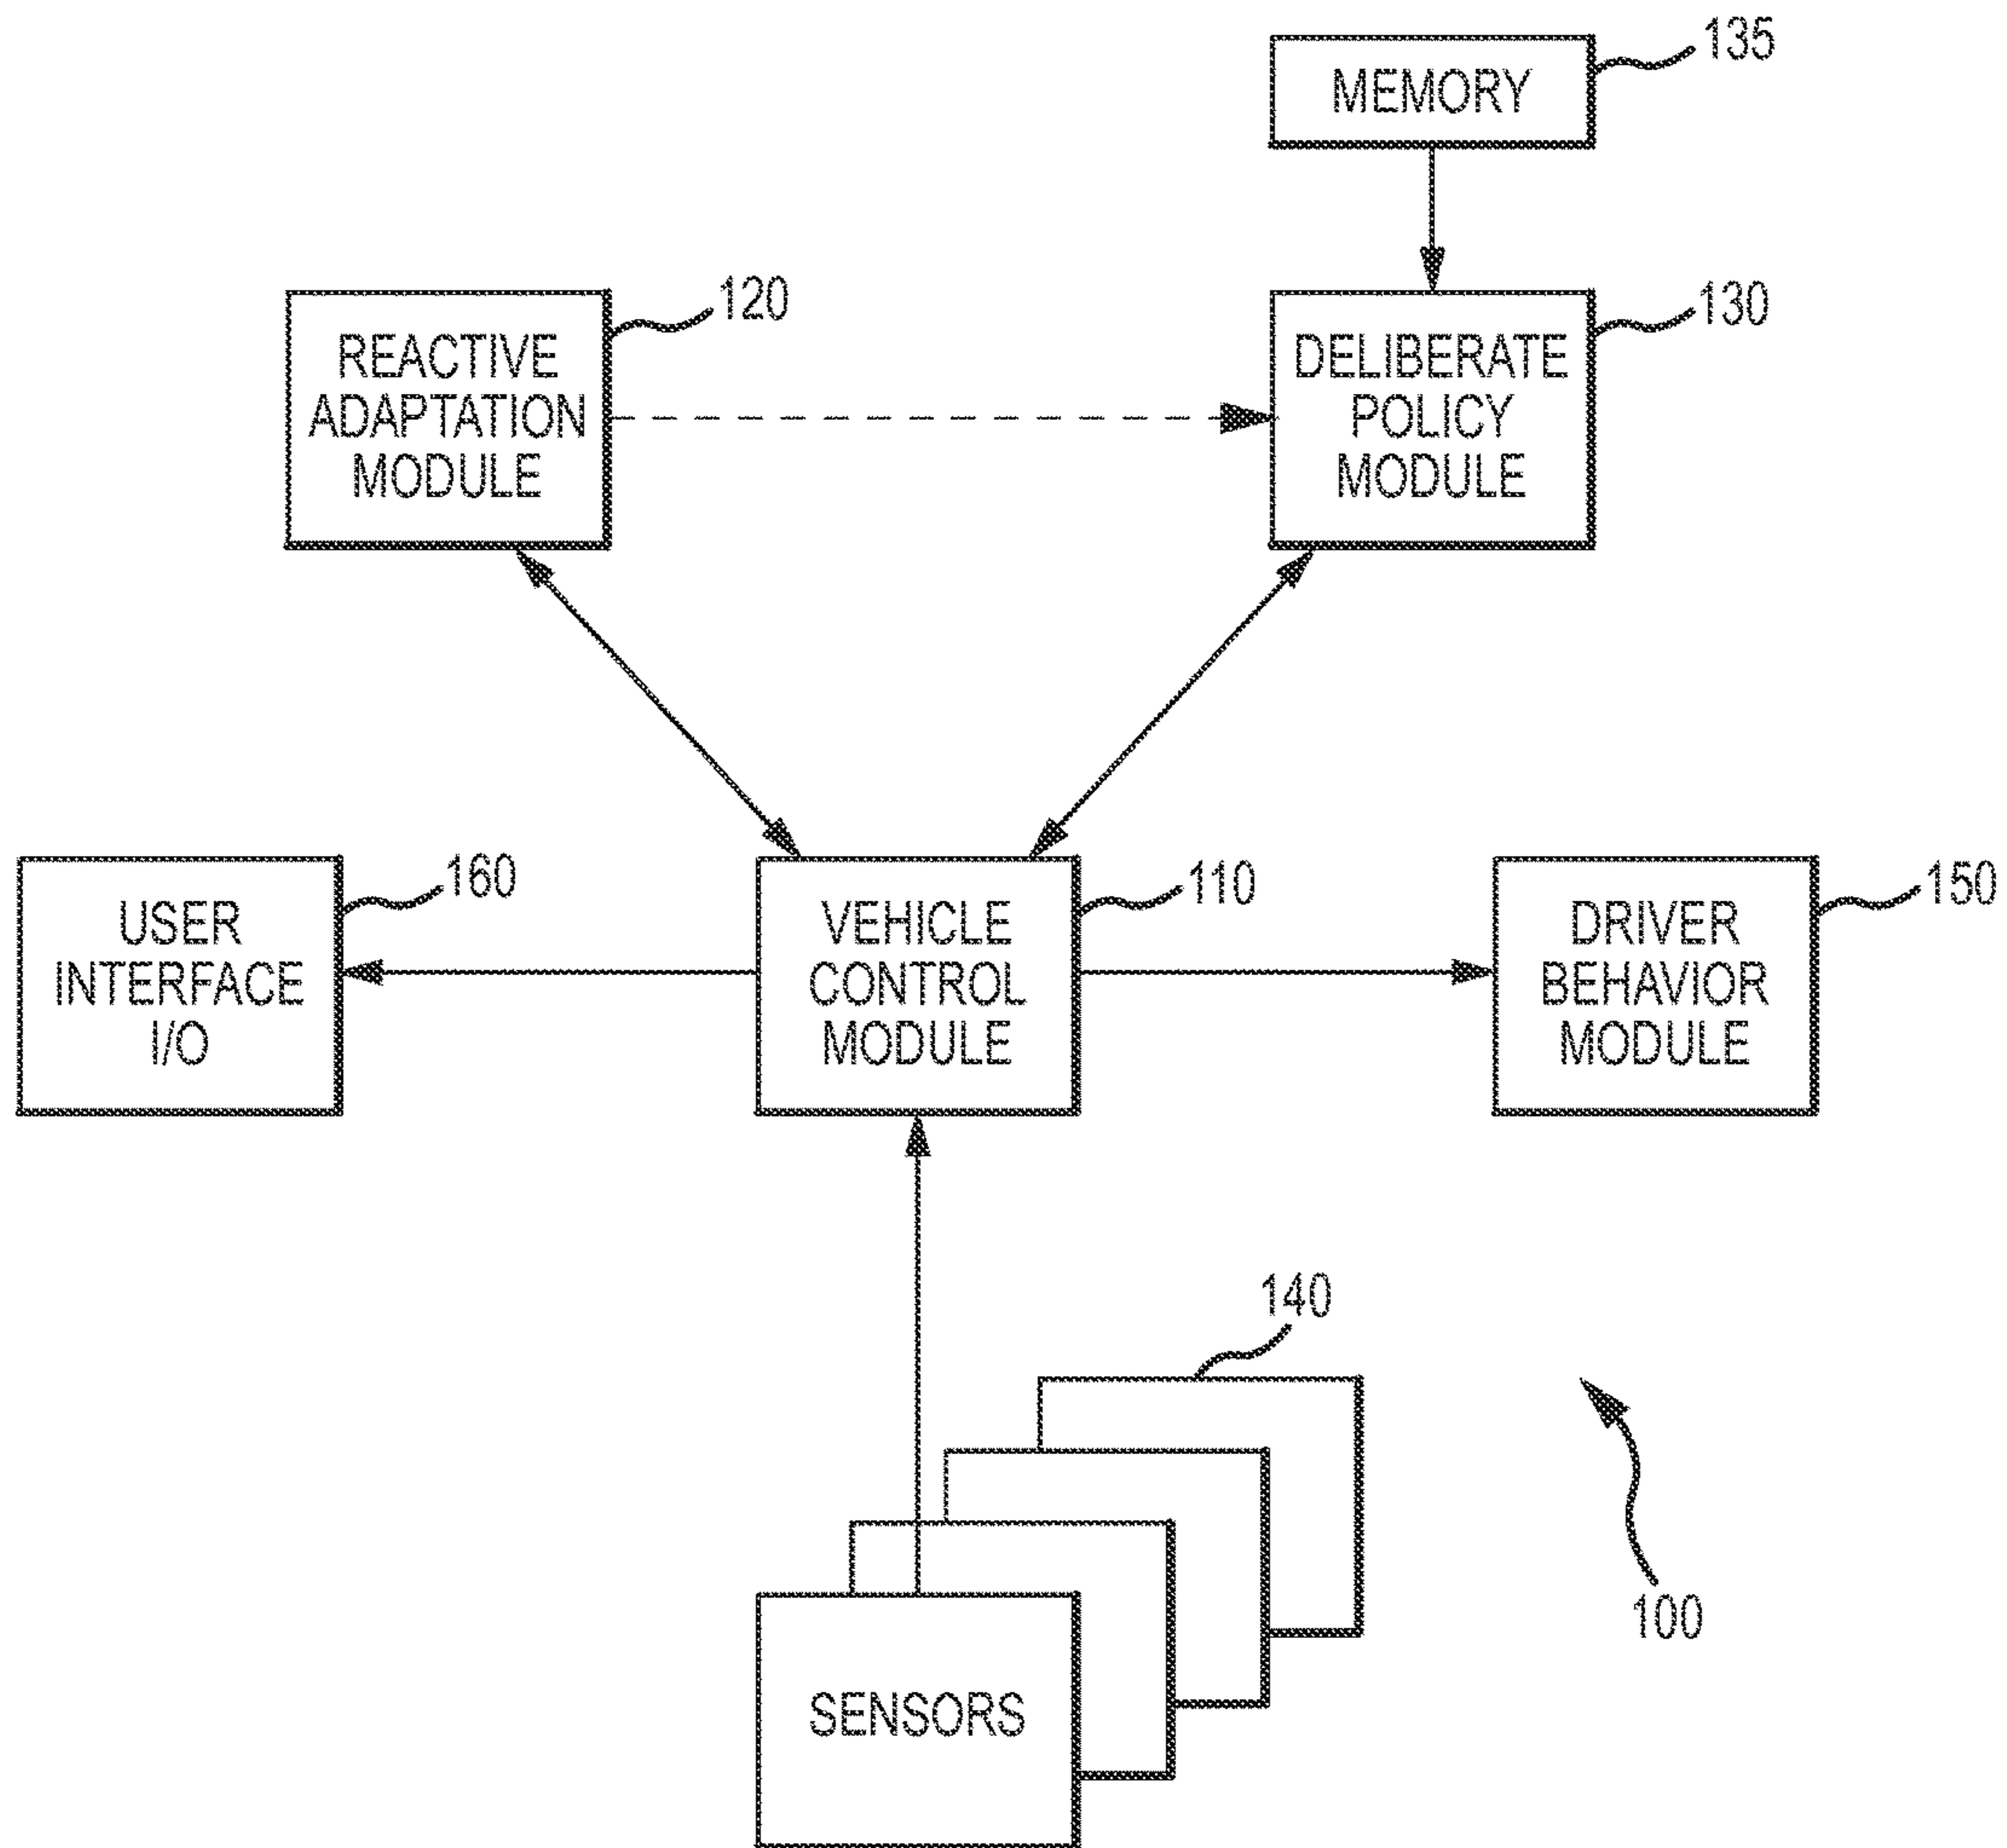 135
MEMORY
120
130
REACTIVE
ADAPTATION
MODULE
DELIBERATE
POLICY
MODULE
160
110
150
USER
INTERFACE
I/O
VEHICLE
CONTROL
MODULE
DRIVER
BEHAVIOR
MODULE
140
100
SENSORS